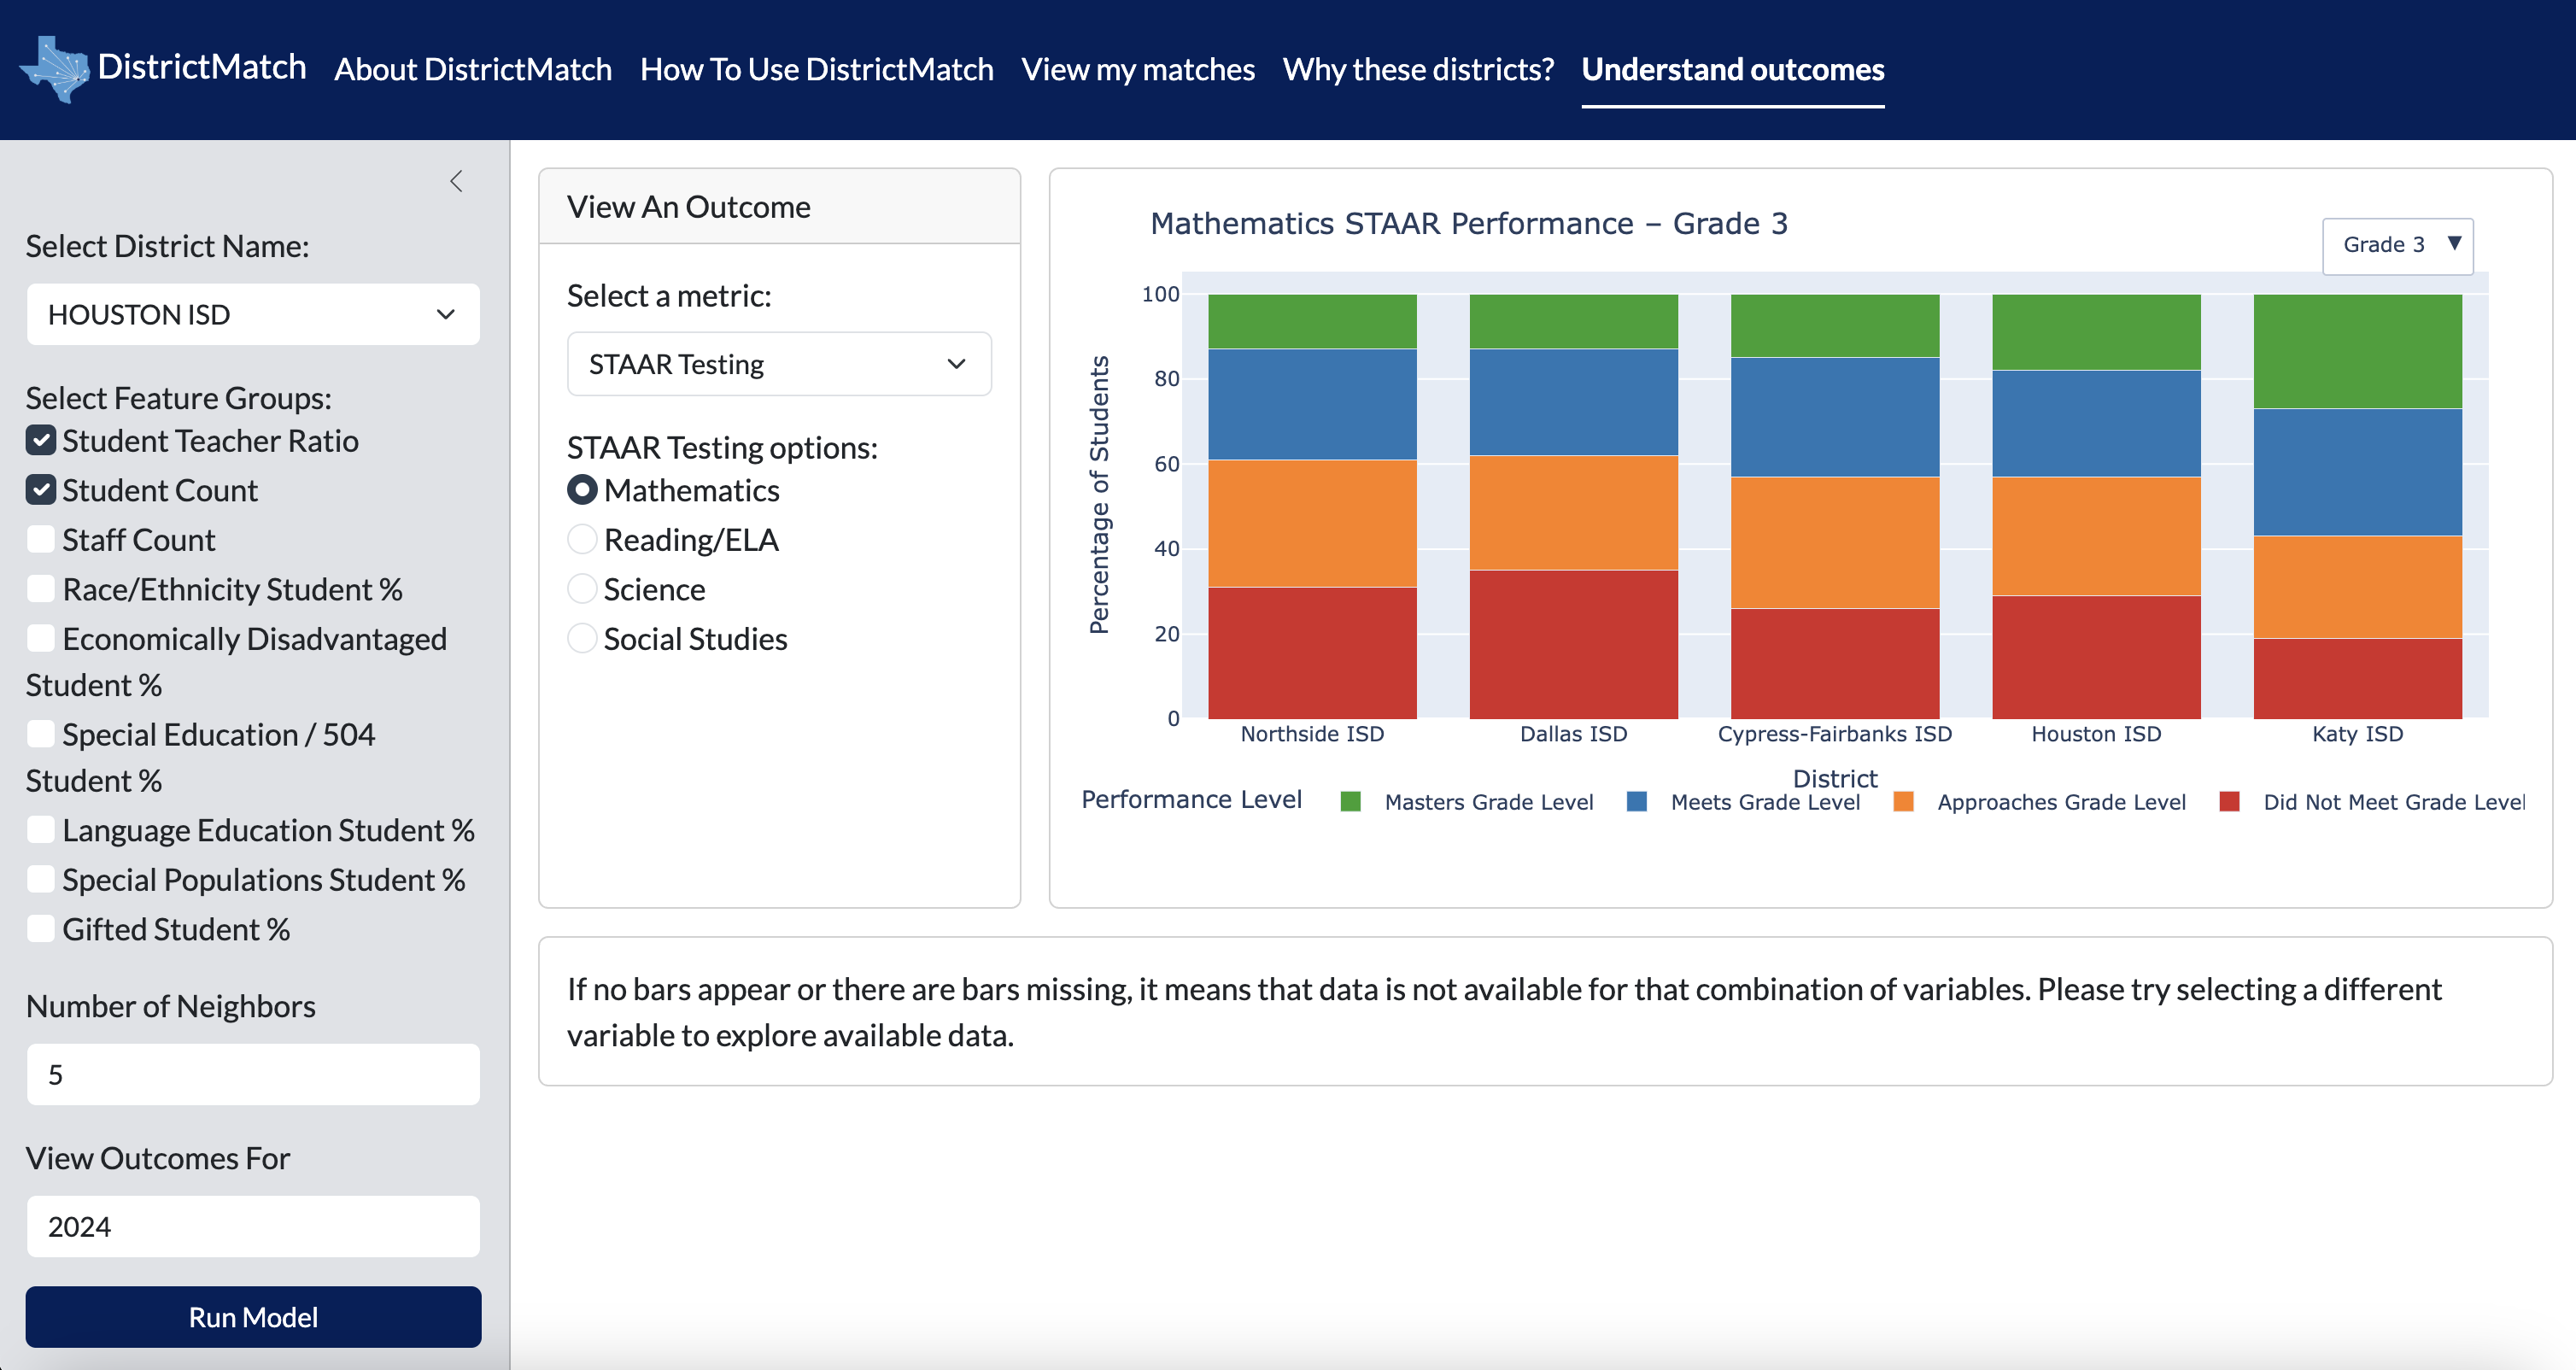 DistrictMatch
About DistrictMatch
How To Use DistrictMatch
View my matches
Why these districts?
Understand outcomes
Select District Name:
HOUSTON ISD
Select Feature Groups:
Student Teacher Ratio
Student Count
Staff Count
Race/Ethnicity Student %
Economically Disadvantaged
Student %
Special Education / 504
Student %
Language Education Student %
Special Populations Student %
Gifted Student %
Number of Neighbors
5
View Outcomes For
2024
Run Model
View An Outcome
Select a metric:
STAAR Testing
STAAR Testing options:
Mathematics
Reading/ELA
Science
Social Studies
Mathematics STAAR Performance – Grade 3
Grade 3
Percentage of Students
100
80
60
40
20
0
Northside ISD
Dallas ISD
Cypress-Fairbanks ISD
Houston ISD
Katy ISD
District
Performance Level
Masters Grade Level
Meets Grade Level
Approaches Grade Level
Did Not Meet Grade Level
If no bars appear or there are bars missing, it means that data is not available for that combination of variables. Please try selecting a different
variable to explore available data.